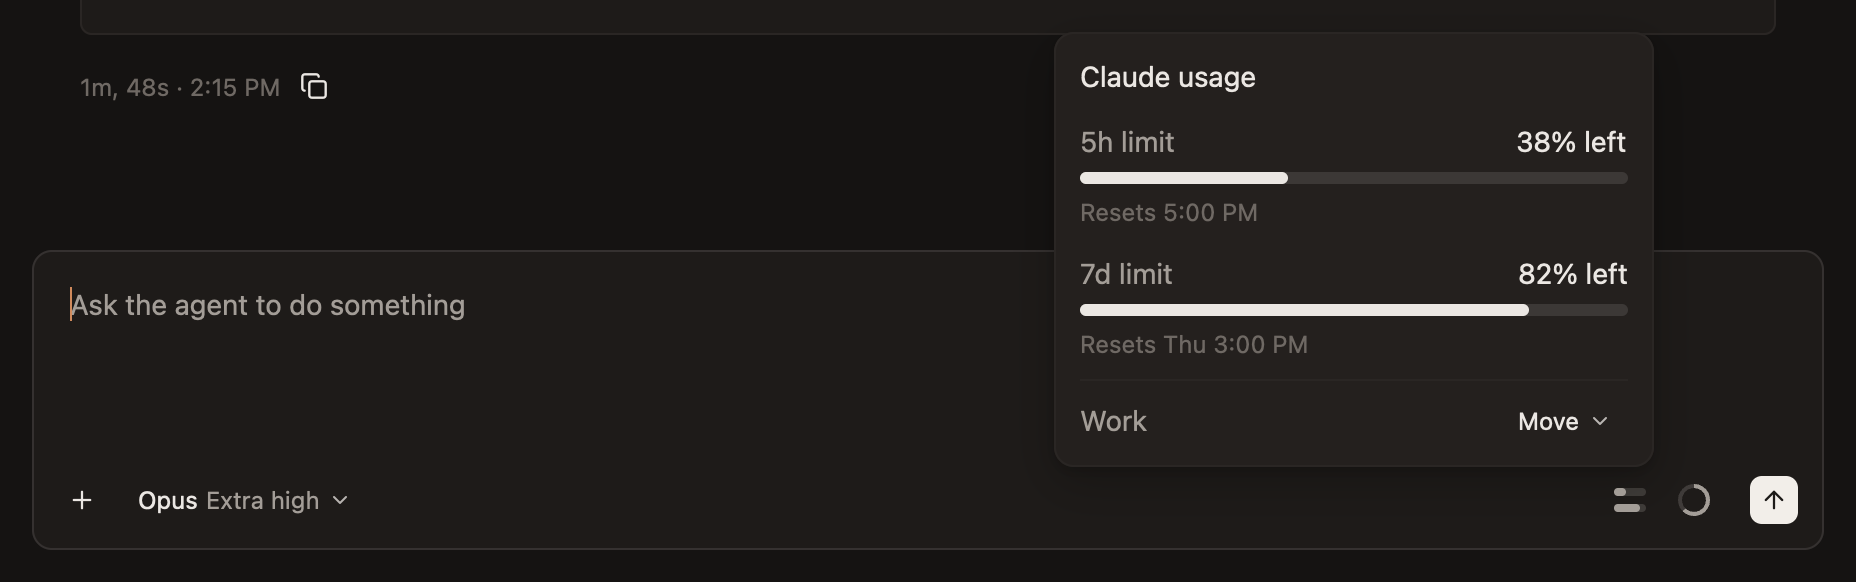 1m, 48s · 2:15 PM
Claude usage
5h limit 38% left
Resets 5:00 PM
7d limit 82% left
Resets Thu 3:00 PM
Work Move
Ask the agent to do something
Opus Extra high